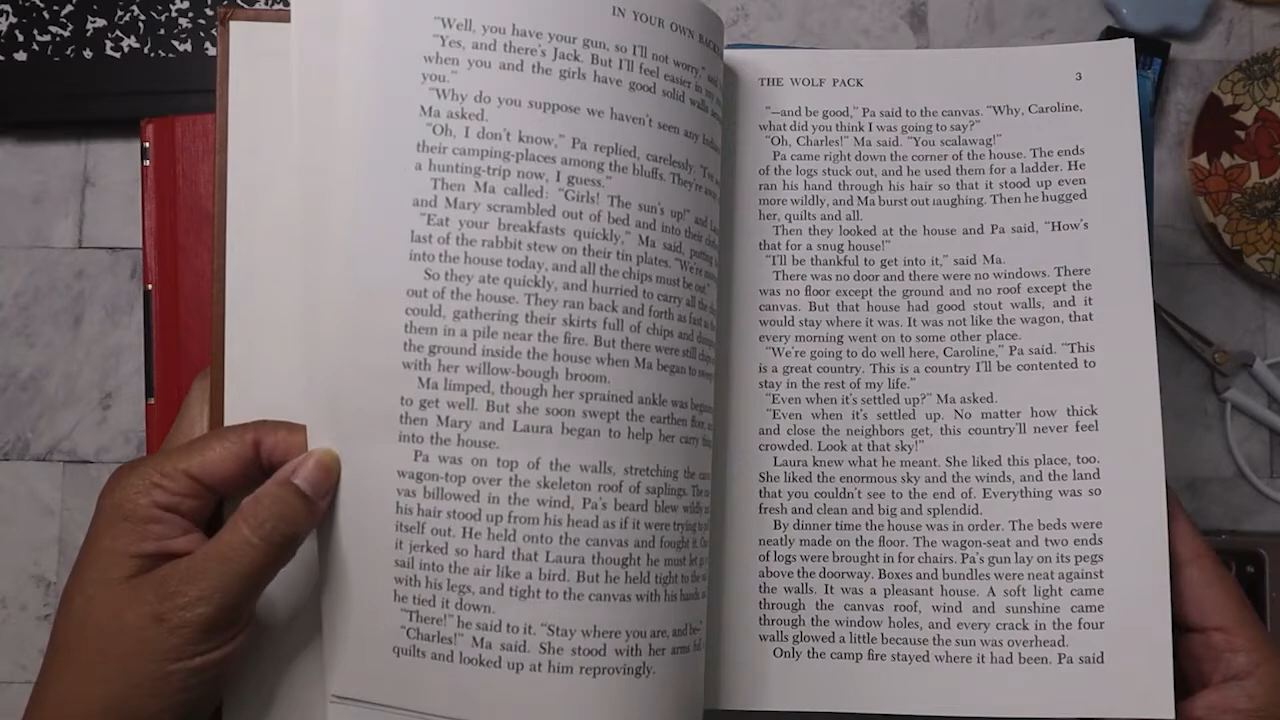 IN YOUR OWN BACK
"Well, you have your gun, so I'll not worry,"
"Yes, and there's Jack. But I'll feel easier in
when you and the girls have good solid walls
you."
"Why do you suppose we haven't seen any
Ma asked.
"Oh, I don't know," Pa replied, carelessly.
their camping-places among the bluffs. They're
a hunting-trip now, I guess."
Then Ma called: "Girls! The sun's up!" and
and Mary scrambled out of bed and into their
"Eat your breakfasts quickly," Ma said, putting
last of the rabbit stew on their tin plates. "We're
into the house today, and all the chips must be out."
So they ate quickly, and hurried to carry all the
out of the house. They ran back and forth as fast as
could, gathering their skirts full of chips and
them in a pile near the fire. But there were still
the ground inside the house when Ma began to
with her willow-bough broom.
Ma limped, though her sprained ankle was
to get well. But she soon swept the earthen floor,
then Mary and Laura began to help her carry
into the house.
Pa was on top of the walls, stretching the
wagon-top over the skeleton roof of saplings. The
vas billowed in the wind, Pa's beard blew wildly
his hair stood up from his head as if it were trying to
itself out. He held onto the canvas and fought it.
it jerked so hard that Laura thought he must let
sail into the air like a bird. But he held tight to the
with his legs, and tight to the canvas with his hands,
he tied it down.
"There!" he said to it. "Stay where you are, and be—"
"Charles!" Ma said. She stood with her arms
quilts and looked up at him reprovingly.
THE WOLF PACK 3
"—and be good," Pa said to the canvas. "Why, Caroline,
what did you think I was going to say?"
"Oh, Charles!" Ma said. "You scalawag!"
Pa came right down the corner of the house. The ends
of the logs stuck out, and he used them for a ladder. He
ran his hand through his hair so that it stood up even
more wildly, and Ma burst out laughing. Then he hugged
her, quilts and all.
Then they looked at the house and Pa said, "How's
that for a snug house!"
"I'll be thankful to get into it," said Ma.
There was no door and there were no windows. There
was no floor except the ground and no roof except the
canvas. But that house had good stout walls, and it
would stay where it was. It was not like the wagon, that
every morning went on to some other place.
"We're going to do well here, Caroline," Pa said. "This
is a great country. This is a country I'll be contented to
stay in the rest of my life."
"Even when it's settled up?" Ma asked.
"Even when it's settled up. No matter how thick
and close the neighbors get, this country'll never feel
crowded. Look at that sky!"
Laura knew what he meant. She liked this place, too.
She liked the enormous sky and the winds, and the land
that you couldn't see to the end of. Everything was so
fresh and clean and big and splendid.
By dinner time the house was in order. The beds were
neatly made on the floor. The wagon-seat and two ends
of logs were brought in for chairs. Pa's gun lay on its pegs
above the doorway. Boxes and bundles were neat against
the walls. It was a pleasant house. A soft light came
through the canvas roof, wind and sunshine came
through the window holes, and every crack in the four
walls glowed a little because the sun was overhead.
Only the camp fire stayed where it had been. Pa said